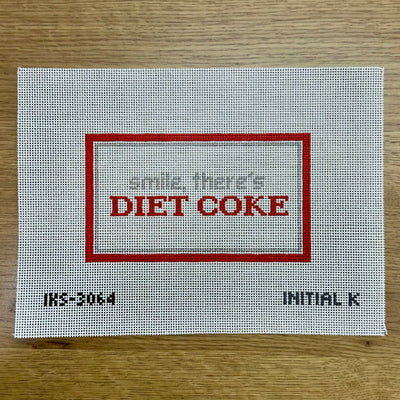 smile, there's
DIET COKE
IKS-3064
INITIAL K